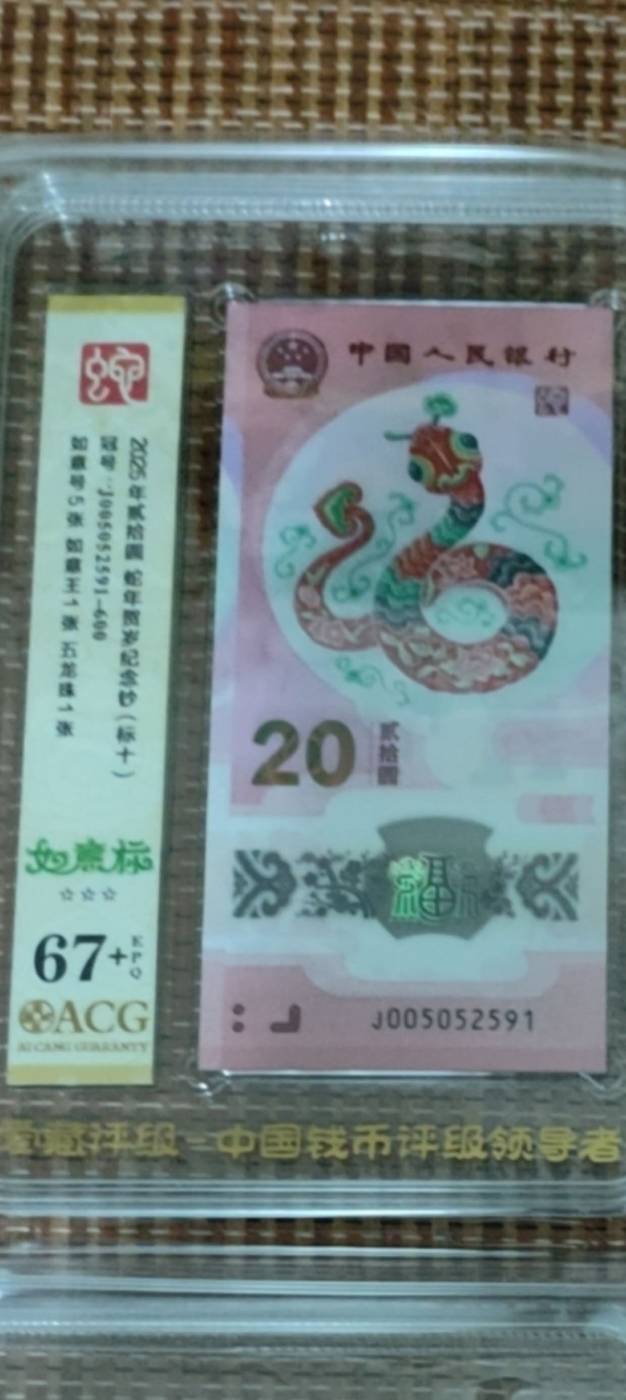 蛇
2025年贰拾圆 蛇年贺岁纪念钞(标十)
冠号:J005052591-600
如意号5张 如意王1张 五龙珠1张
如意标
☆☆☆
67+
EPQ
ACG
AI CANG GUARANTY
中国人民银行
20
贰拾圆
福
J005052591
爱藏评级 中国钱币评级领导者